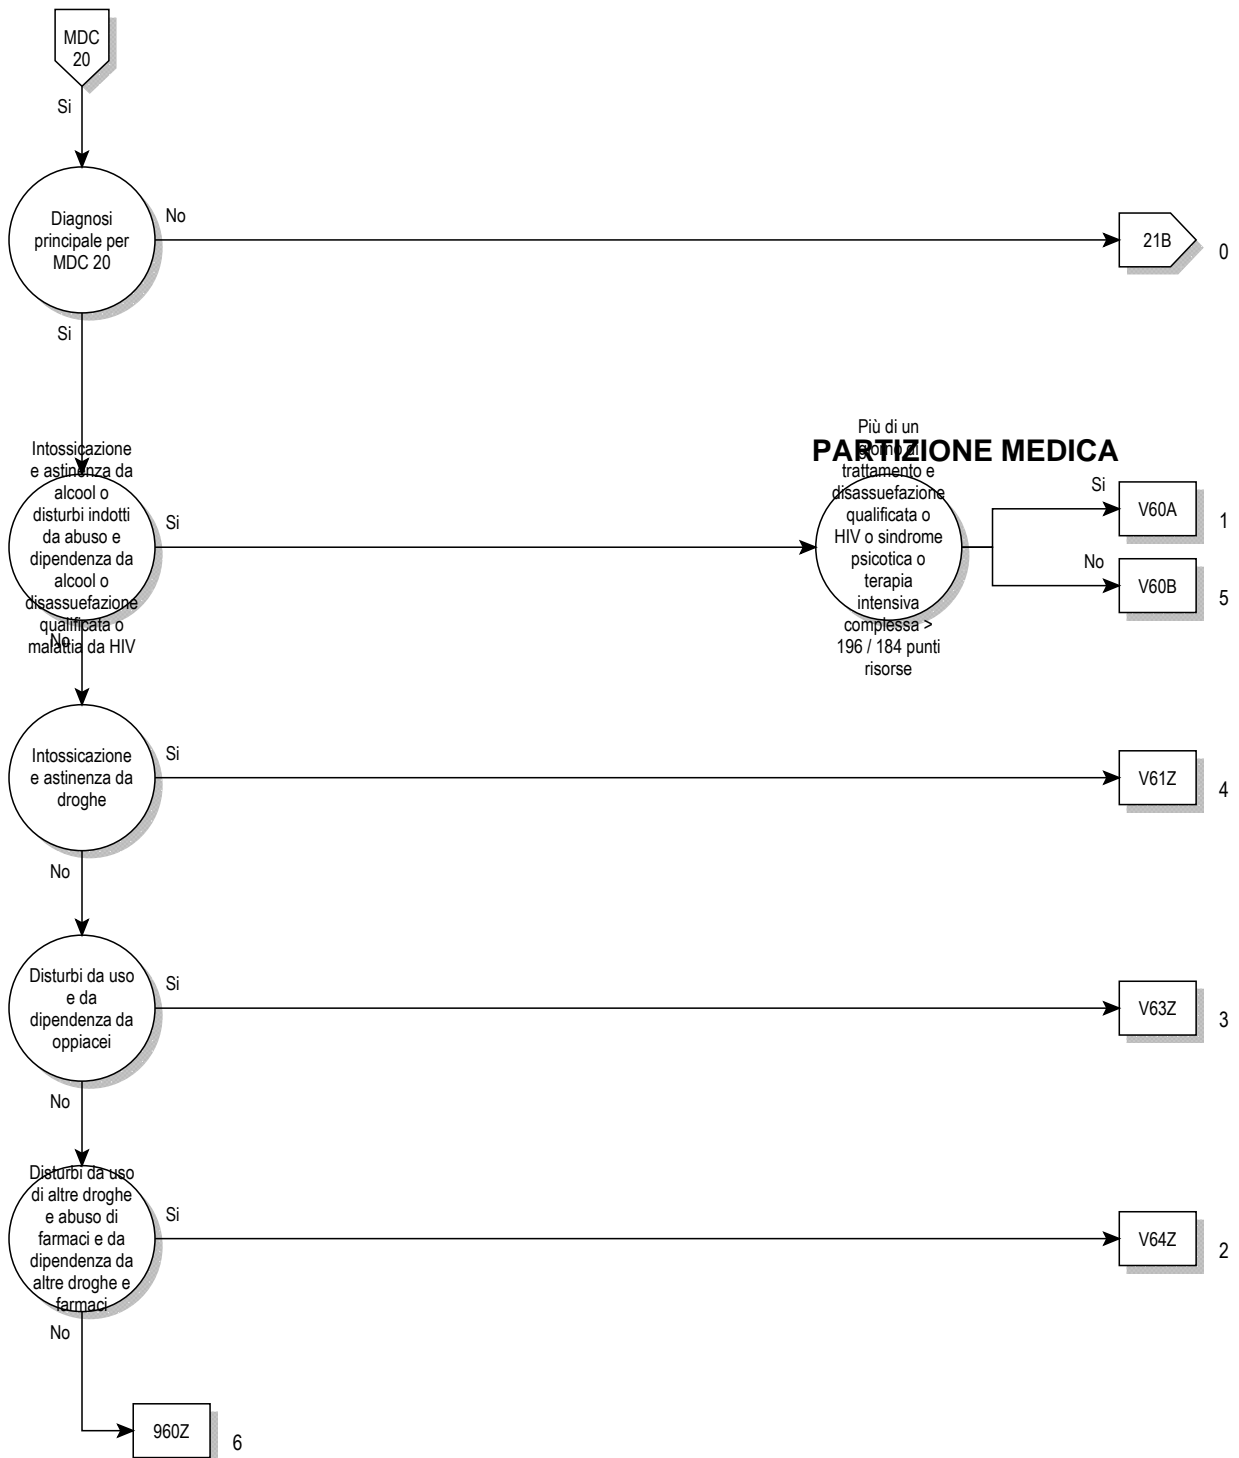 MDC
20
Si
Diagnosi
principale per
MDC 20
No
21B
0
Si
PARTIZIONE MEDICA
Intossicazione
e astinenza da
alcool o
disturbi indotti
da abuso e
dipendenza da
alcool o
disassuefazione
qualificata o
malattia da HIV
Si
Più di un
giorno di
trattamento e
disassuefazione
qualificata o
HIV o sindrome
psicotica o
terapia
intensiva
complessa >
196 / 184 punti
risorse
Si
V60A
1
No
V60B
5
No
Intossicazione
e astinenza da
droghe
Si
V61Z
4
No
Disturbi da uso
e da
dipendenza da
oppiacei
Si
V63Z
3
No
Disturbi da uso
di altre droghe
e abuso di
farmaci e da
dipendenza da
altre droghe e
farmaci
Si
V64Z
2
No
960Z
6